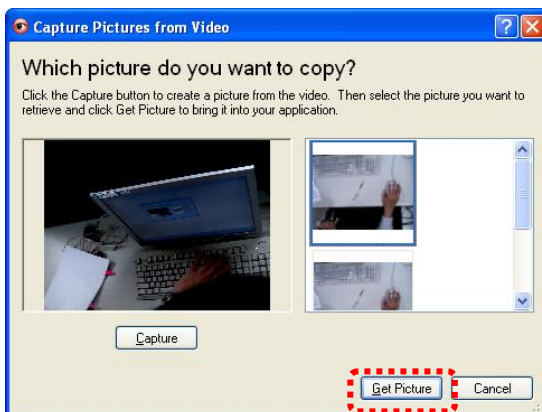 Capture Pictures from Video
Which picture do you want to copy?
Click the Capture button to create a picture from the video. Then select the picture you want to
retrieve and click Get Picture to bring it into your application.
Capture
Get Picture
Cancel